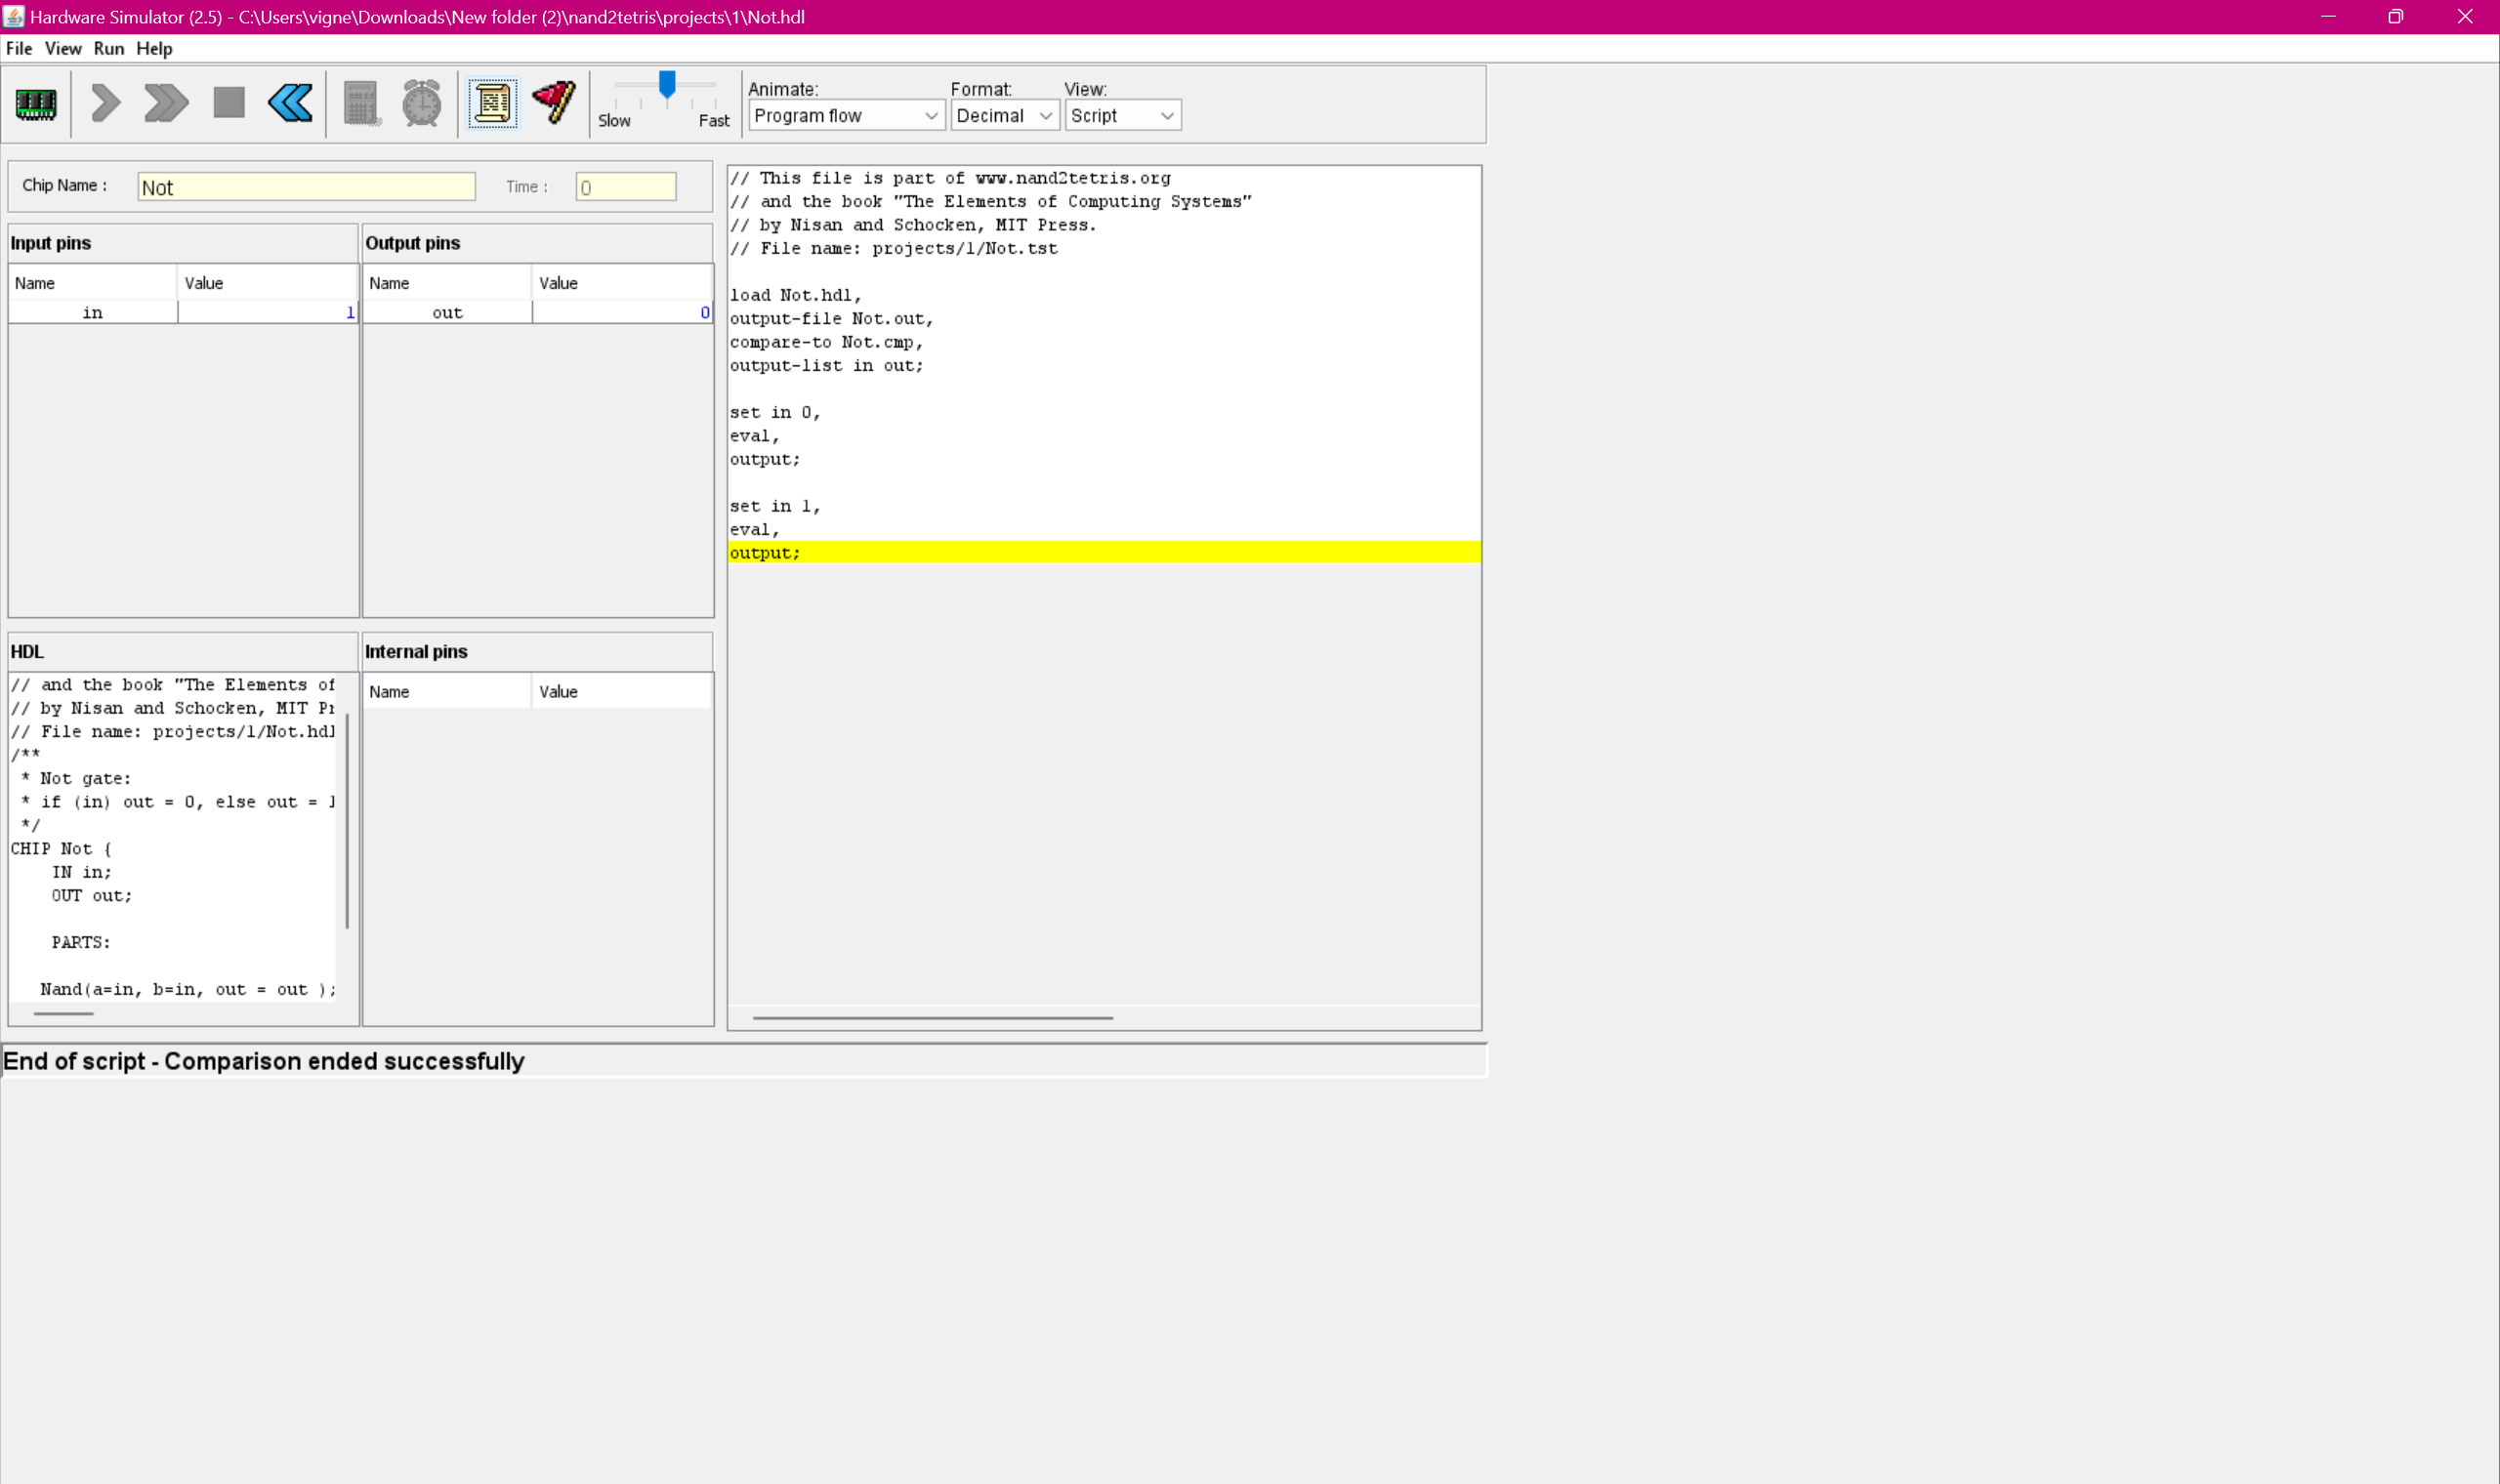 Hardware Simulator (2.5) - C:\Users\vigne\Downloads\New folder (2)\nand2tetris\projects\1\Not.hdl
File View Run Help
Slow Fast
Animate: Format: View:
Program flow Decimal Script
Chip Name : Not Time : 0
Input pins Output pins
Name Value Name Value
in 1 out 0
HDL Internal pins
Name Value
// and the book "The Elements of
// by Nisan and Schocken, MIT Pr
// File name: projects/1/Not.hdl
/**
* Not gate:
* if (in) out = 0, else out = 1
*/
CHIP Not {
IN in;
OUT out;
PARTS:
Nand(a=in, b=in, out = out );
// This file is part of www.nand2tetris.org
// and the book "The Elements of Computing Systems"
// by Nisan and Schocken, MIT Press.
// File name: projects/1/Not.tst
load Not.hdl,
output-file Not.out,
compare-to Not.cmp,
output-list in out;
set in 0,
eval,
output;
set in 1,
eval,
output;
End of script - Comparison ended successfully